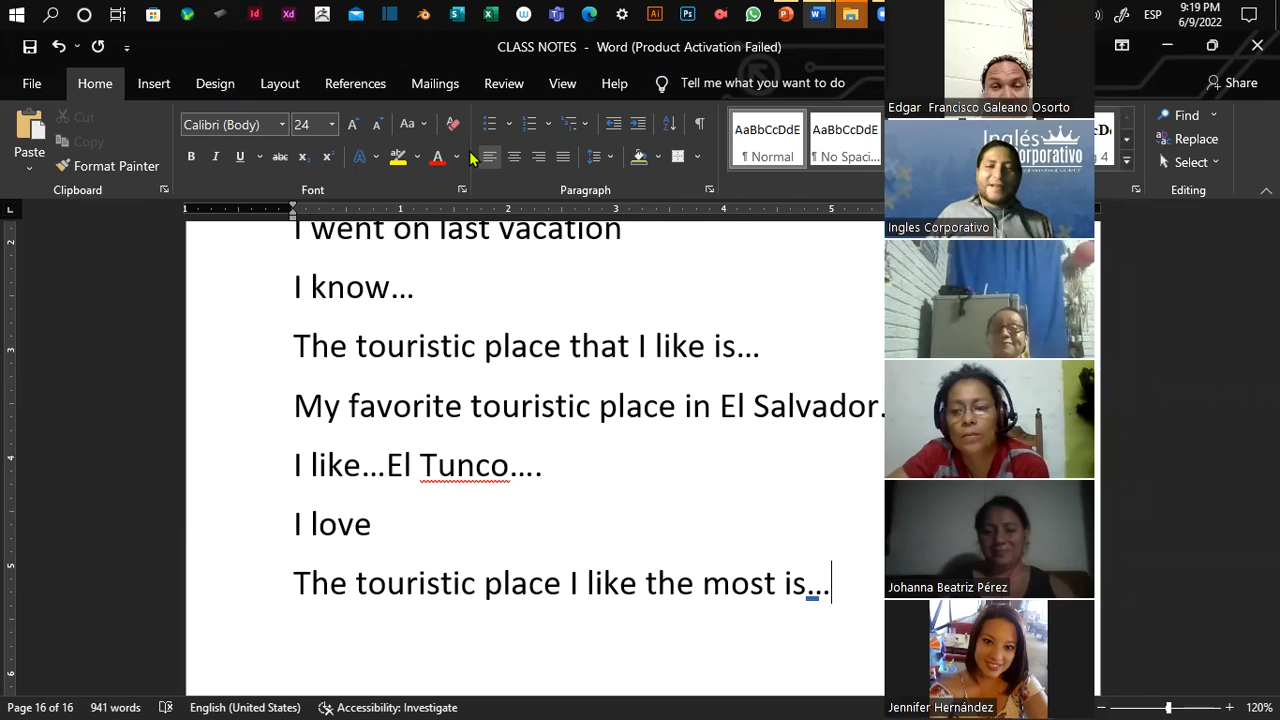 9:19 PM
ESP
6/9/2022
CLASS NOTES - Word (Product Activation Failed)
File Home Insert Design References Mailings Review View Help Tell me what you want to do Share
Paste Cut Copy Format Painter
Clipboard
Calibri (Body) 24
Font
Paragraph
AaBbCcDdE AaBbCcDdE
¶ Normal ¶ No Spaci...
Find
Replace
Select
Editing
I went on last vacation
I know…
The touristic place that I like is…
My favorite touristic place in El Salvador.
I like…El Tunco….
I love
The touristic place I like the most is…
Edgar Francisco Galeano Osorto
Inglés
Corporativo
Ingles Corporativo
Johanna Beatriz Pérez
Jennifer Hernández
Page 16 of 16 941 words English (United States) Accessibility: Investigate 120%